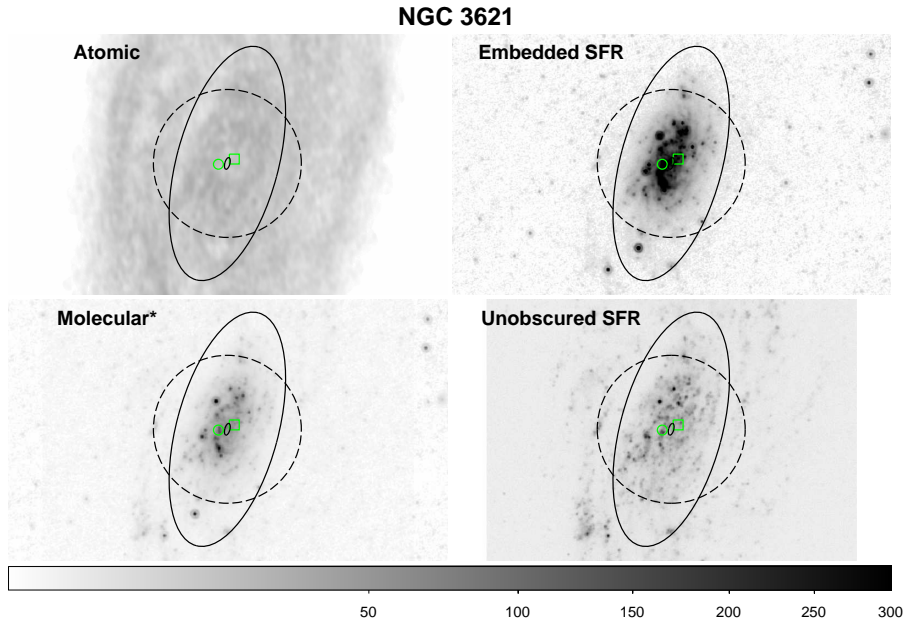 NGC 3621
Atomic
Embedded SFR
Molecular*
Unobscured SFR
50 100 150 200 250 300